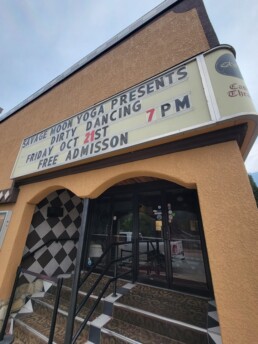 SAVAGE MOON YOGA PRESENTS
DIRTY DANCING
FRIDAY OCT 21ST 7 PM
FREE ADMISSON